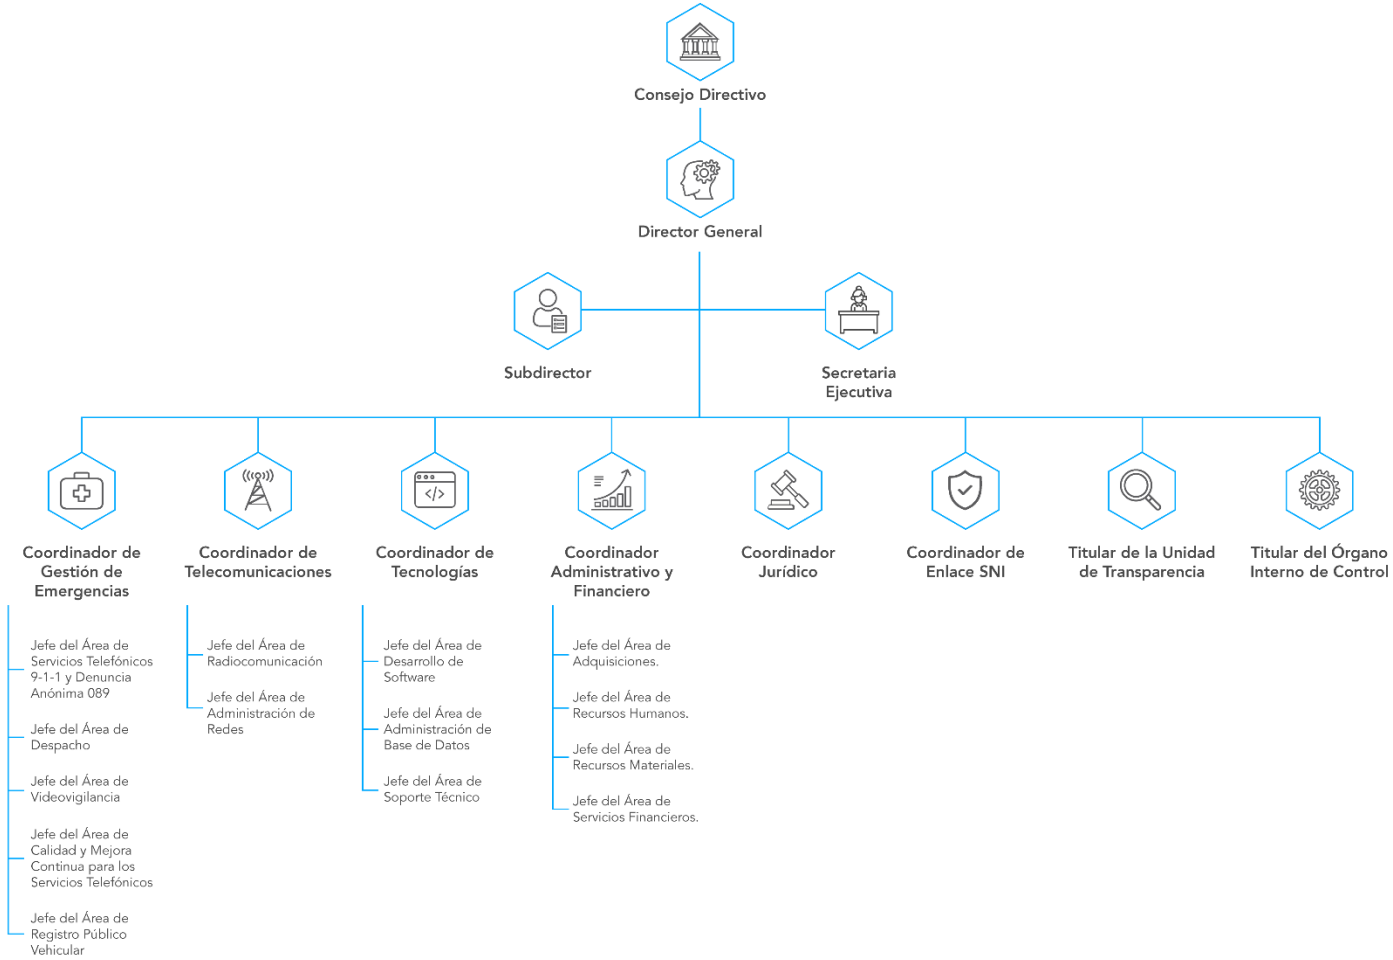 Consejo Directivo
Director General
Subdirector
Secretaria
Ejecutiva
Coordinador de
Gestión de
Emergencias
Coordinador de
Telecomunicaciones
Coordinador de
Tecnologías
Coordinador
Administrativo y
Financiero
Coordinador
Jurídico
Coordinador de
Enlace SNI
Titular de la Unidad
de Transparencia
Titular del Órgano
Interno de Control
Jefe del Área de
Servicios Telefónicos
9-1-1 y Denuncia
Anónima 089
Jefe del Área de
Despacho
Jefe del Área de
Videovigilancia
Jefe del Área de
Calidad y Mejora
Continua para los
Servicios Telefónicos
Jefe del Área de
Registro Público
Vehicular
Jefe del Área de
Radiocomunicación
Jefe del Área de
Administración de
Redes
Jefe del Área de
Desarrollo de
Software
Jefe del Área de
Administración de
Base de Datos
Jefe del Área de
Soporte Técnico
Jefe del Área de
Adquisiciones.
Jefe del Área de
Recursos Humanos.
Jefe del Área de
Recursos Materiales.
Jefe del Área de
Servicios Financieros.